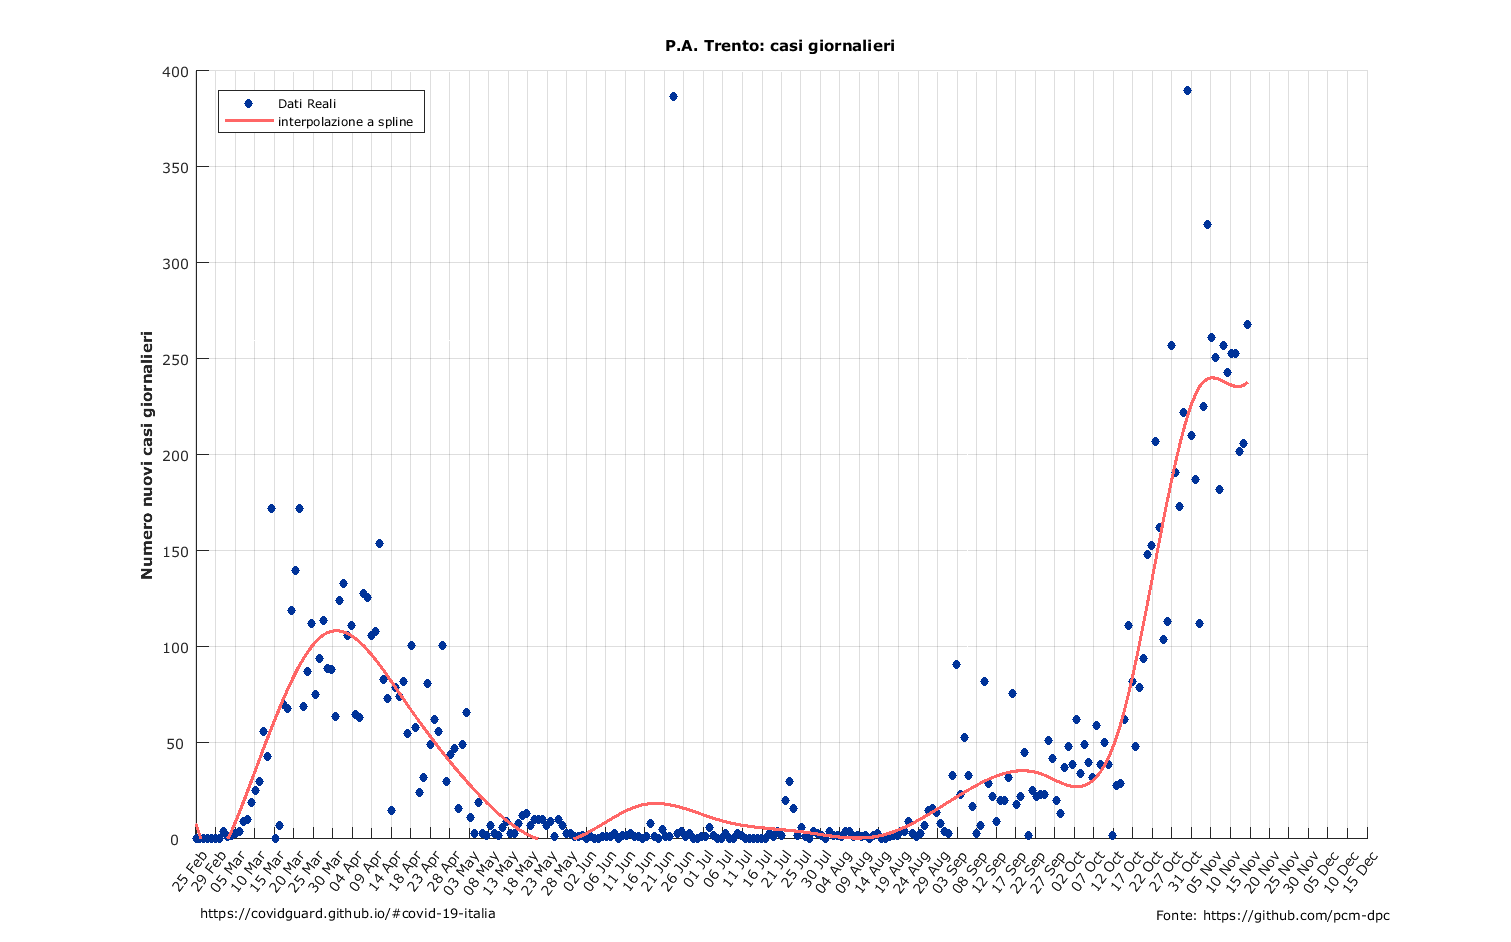 P.A. Trento: casi giornalieri
400
350
300
250
200
150
100
50
0
Dati Reali
interpolazione a spline
Numero nuovi casi giornalieri
25 Feb
29 Feb
05 Mar
10 Mar
15 Mar
20 Mar
25 Mar
30 Mar
04 Apr
09 Apr
14 Apr
18 Apr
23 Apr
28 Apr
03 May
08 May
13 May
18 May
23 May
28 May
02 Jun
06 Jun
11 Jun
16 Jun
21 Jun
26 Jun
01 Jul
06 Jul
11 Jul
16 Jul
21 Jul
25 Jul
30 Jul
04 Aug
09 Aug
14 Aug
19 Aug
24 Aug
29 Aug
03 Sep
08 Sep
12 Sep
17 Sep
22 Sep
27 Sep
02 Oct
07 Oct
12 Oct
17 Oct
22 Oct
27 Oct
31 Oct
05 Nov
10 Nov
15 Nov
20 Nov
25 Nov
30 Nov
05 Dec
10 Dec
15 Dec
https://covidguard.github.io/#covid-19-italia
Fonte: https://github.com/pcm-dpc